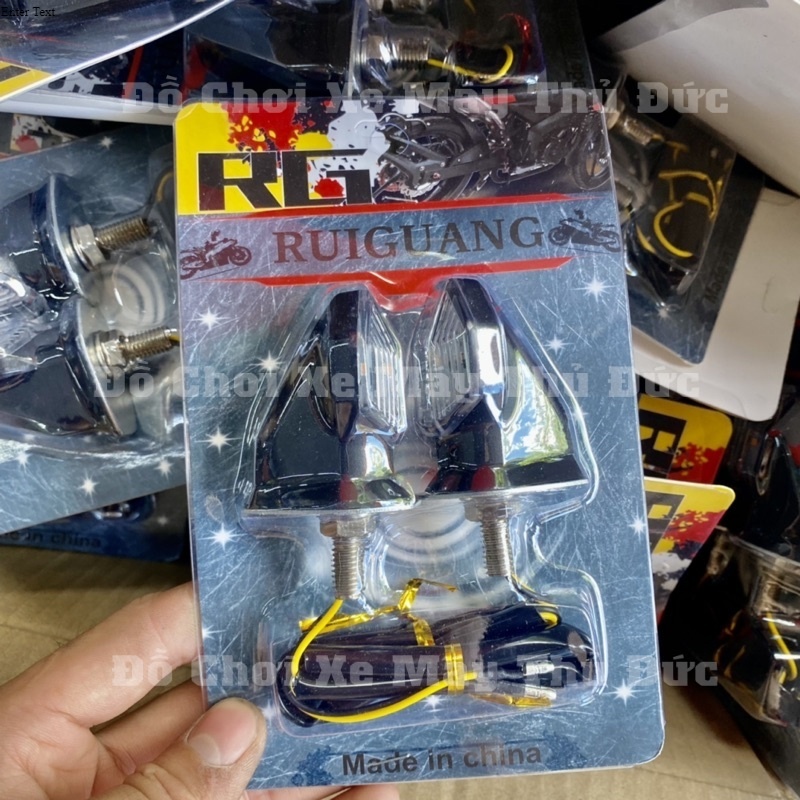 Enter Text
Đồ Chơi Xe Máy Thủ Đức
RG
RUIGUANG
Đồ Chơi Xe Máy Thủ Đức
Made in china
Đồ Chơi Xe Máy Thủ Đức
Made in china